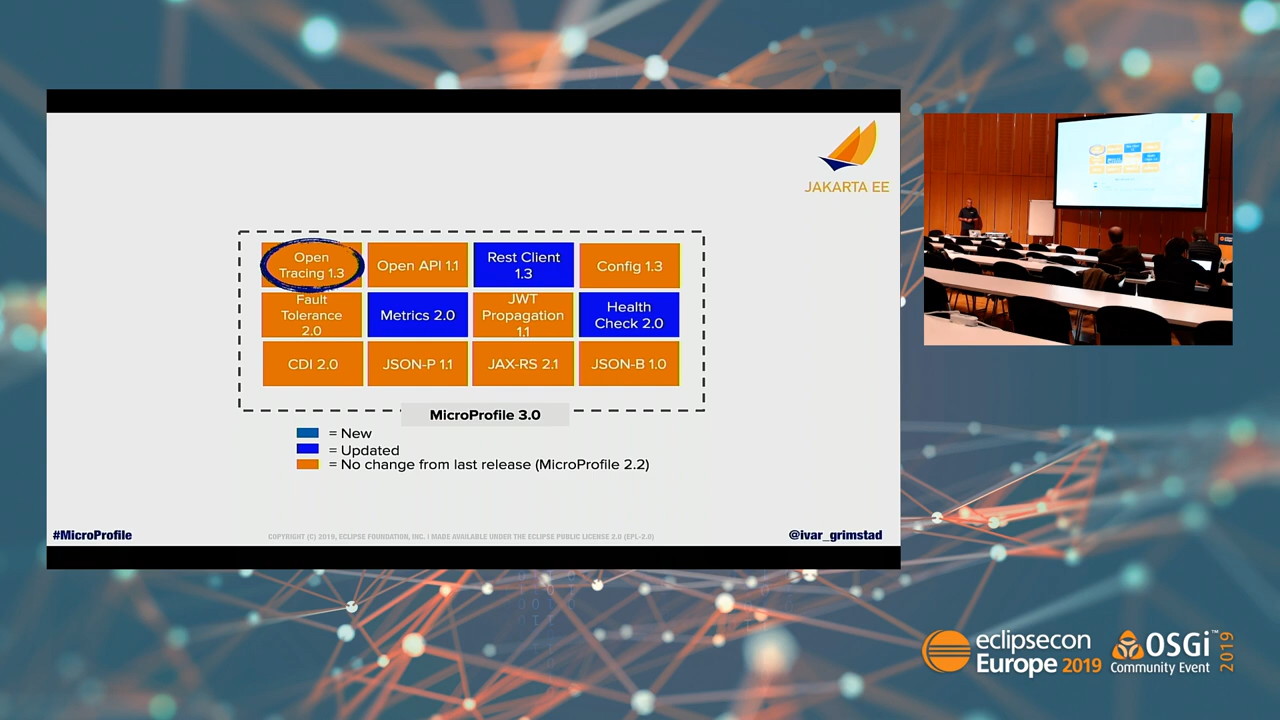 JAKARTA EE
Open
Tracing 1.3
Open API 1.1
Rest Client
1.3
Config 1.3
Fault
Tolerance
2.0
Metrics 2.0
JWT
Propagation
1.1
Health
Check 2.0
CDI 2.0
JSON-P 1.1
JAX-RS 2.1
JSON-B 1.0
MicroProfile 3.0
= New
= Updated
= No change from last release (MicroProfile 2.2)
#MicroProfile
COPYRIGHT (C) 2019, ECLIPSE FOUNDATION, INC. | MADE AVAILABLE UNDER THE ECLIPSE PUBLIC LICENSE 2.0 (EPL-2.0)
@ivar_grimstad
eclipsecon
Europe 2019
OSGi™
Community Event
2019